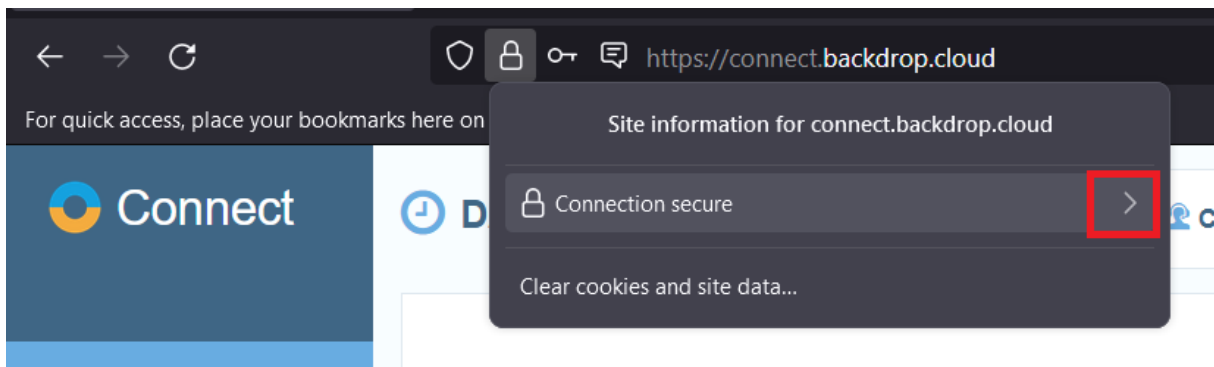 https://connect.backdrop.cloud
For quick access, place your bookmarks here on
Site information for connect.backdrop.cloud
Connect
D
Connection secure
C
Clear cookies and site data...